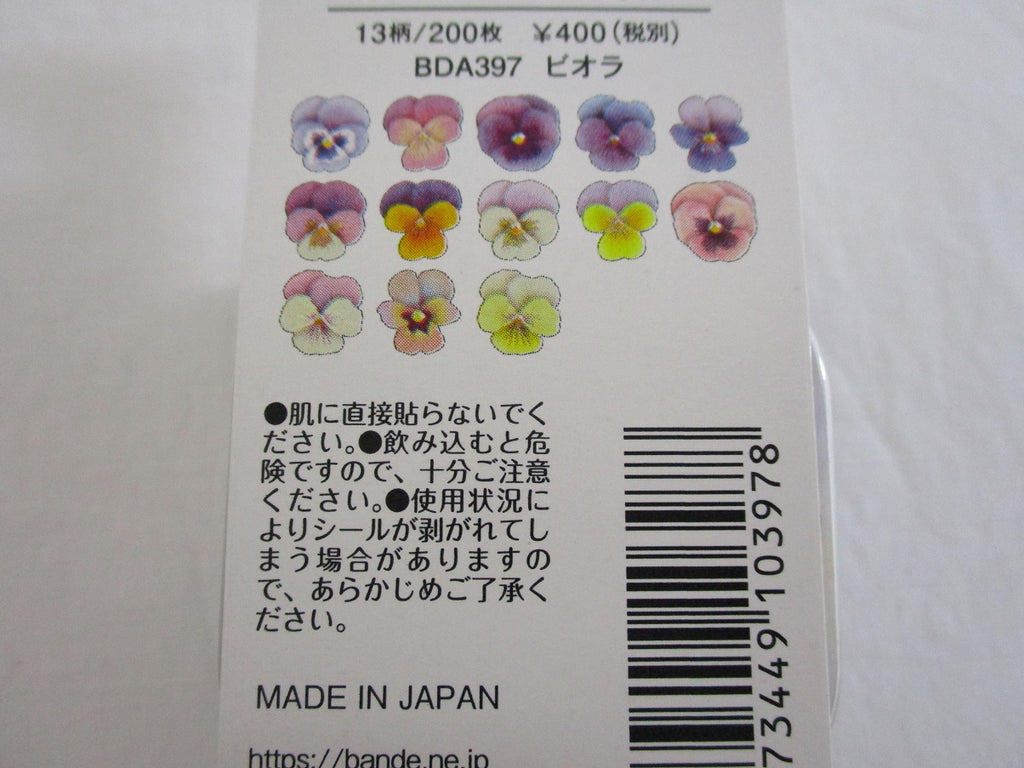 13柄/200枚 ¥400(税別)
BDA397 ビオラ
●肌に直接貼らないでく
ださい。●飲み込むと危
険ですので、十分ご注意
ください。●使用状況に
よりシールが剥がれてし
まう場合がありますの
で、あらかじめご了承く
ださい。
MADE IN JAPAN
https://bande.ne.jp
73449 103978